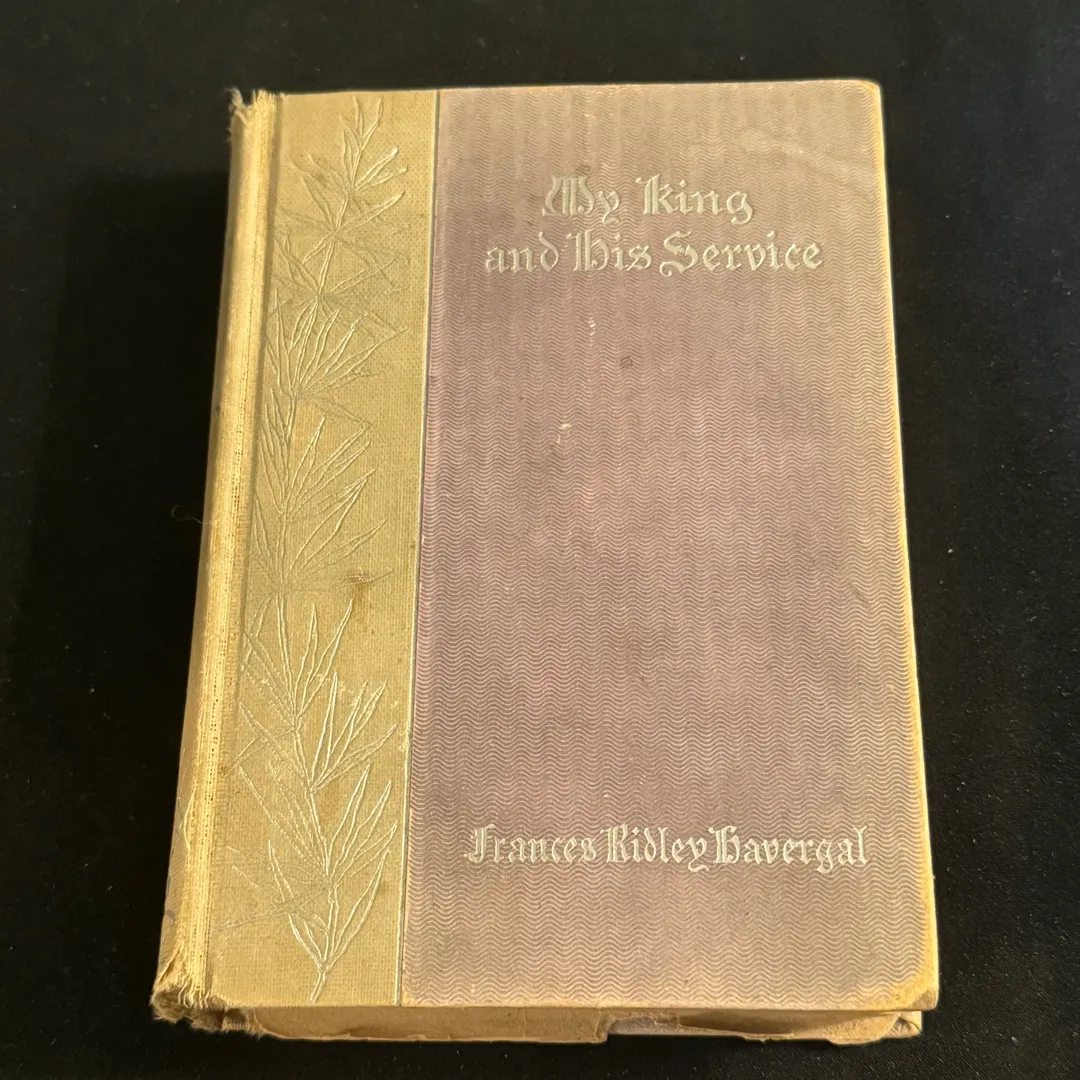 My King
and His Service
Frances Ridley Havergal